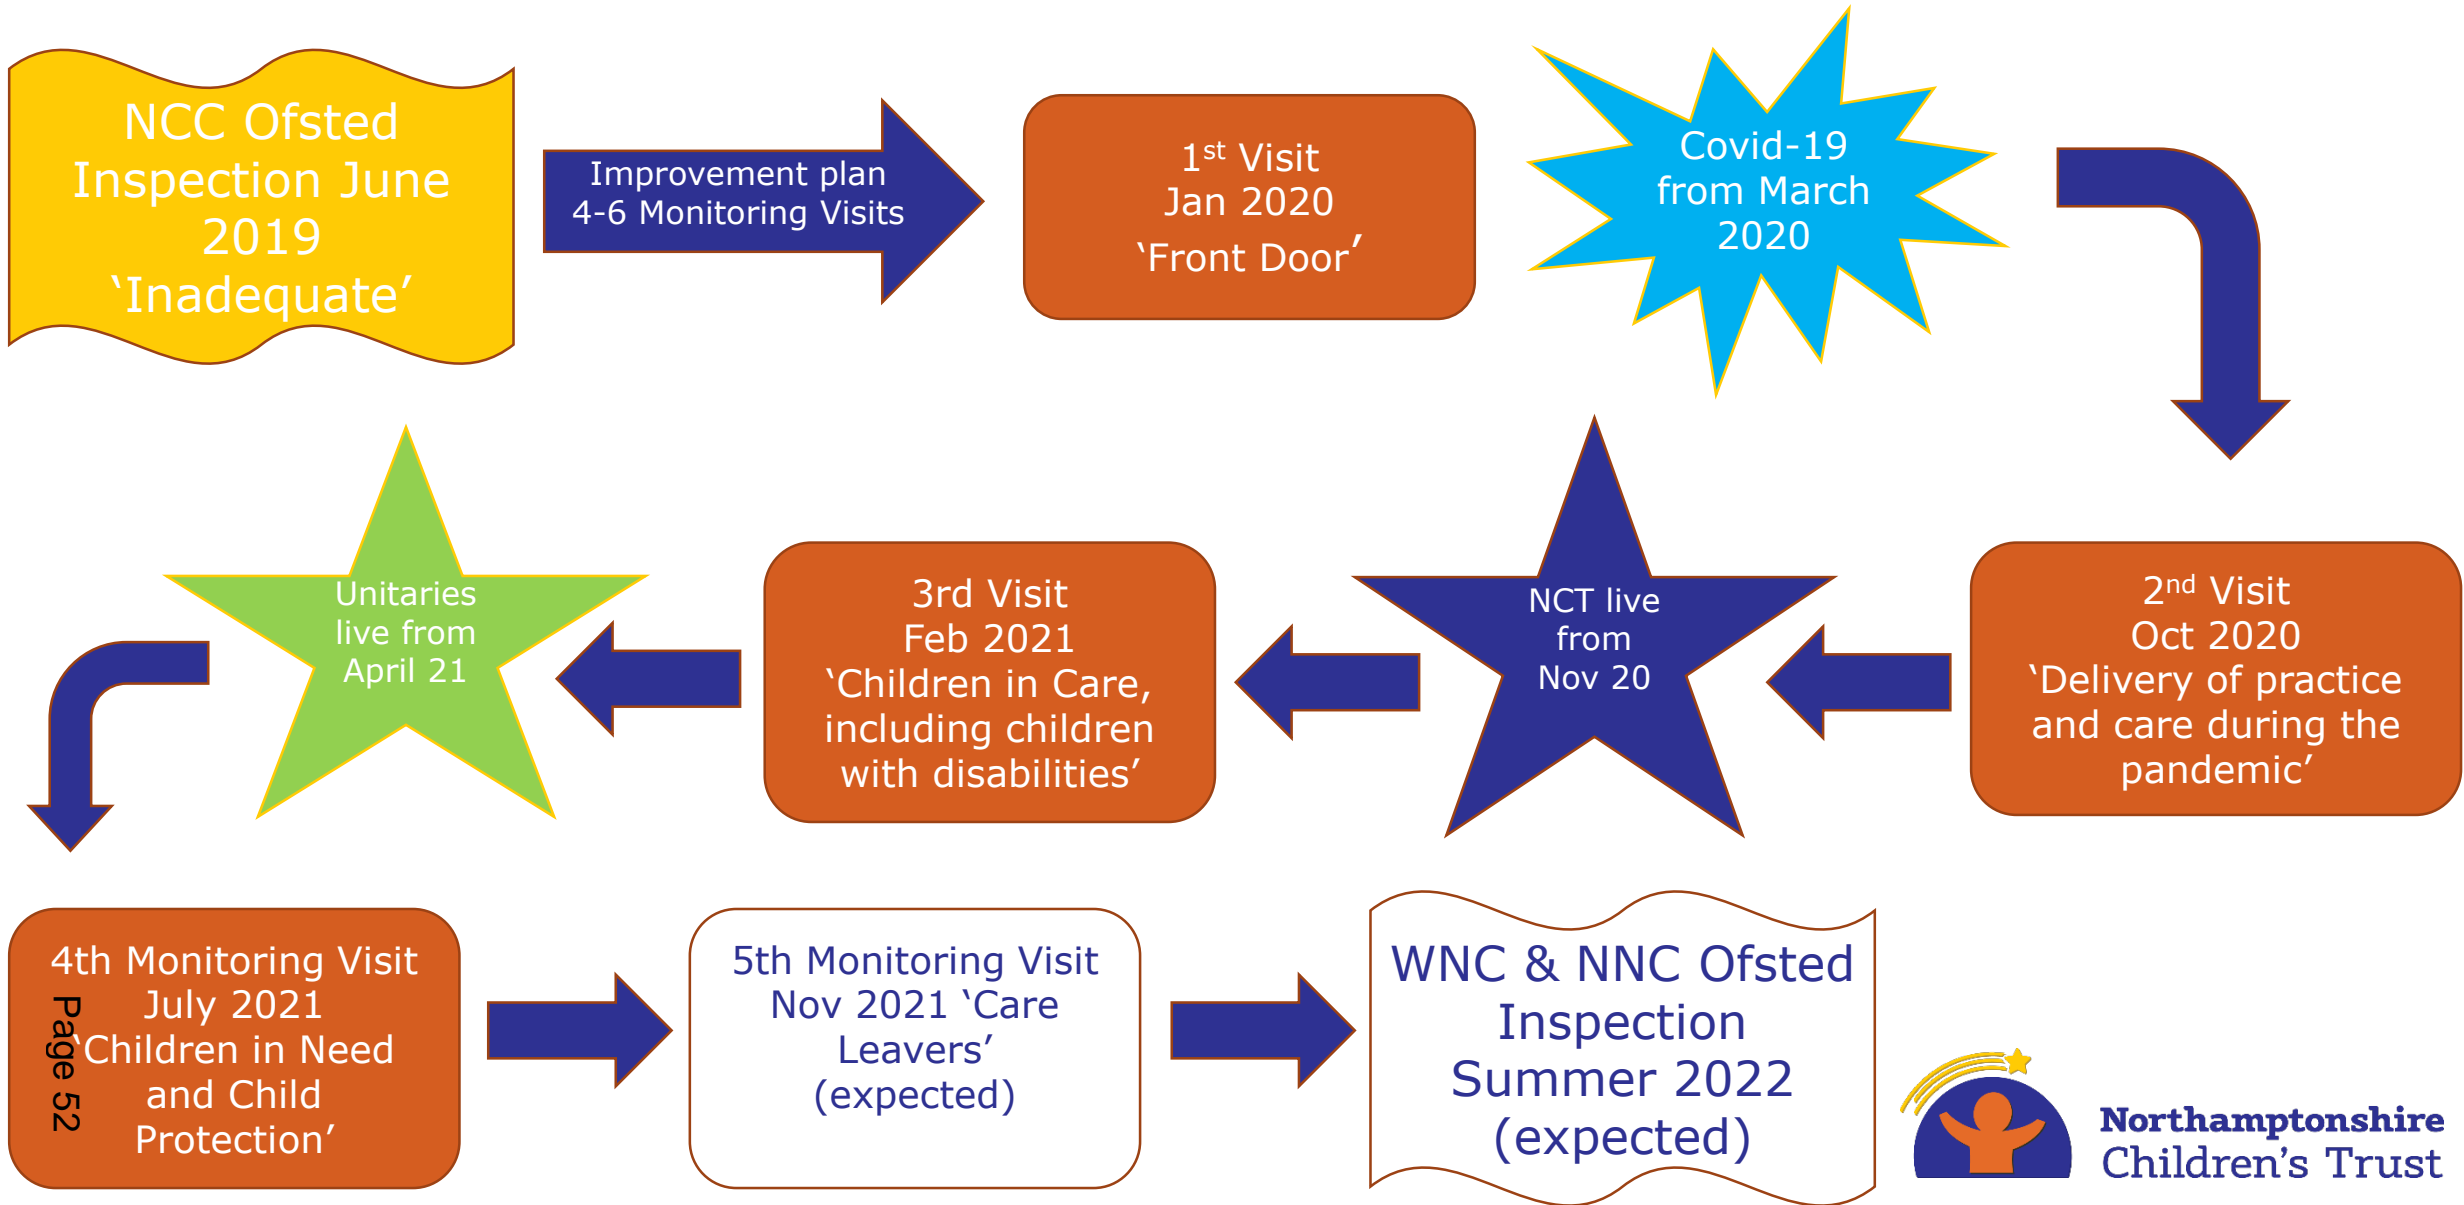 NCC Ofsted
Inspection June
2019
‘Inadequate’
Improvement plan
4-6 Monitoring Visits
1st Visit
Jan 2020
‘Front Door’
Covid-19
from March
2020
2nd Visit
Oct 2020
‘Delivery of practice
and care during the
pandemic’
NCT live
from
Nov 20
3rd Visit
Feb 2021
‘Children in Care,
including children
with disabilities’
Unitaries
live from
April 21
4th Monitoring Visit
July 2021
‘Children in Need
and Child
Protection’
Page 52
5th Monitoring Visit
Nov 2021 ‘Care
Leavers’
(expected)
WNC & NNC Ofsted
Inspection
Summer 2022
(expected)
Northamptonshire
Children's Trust